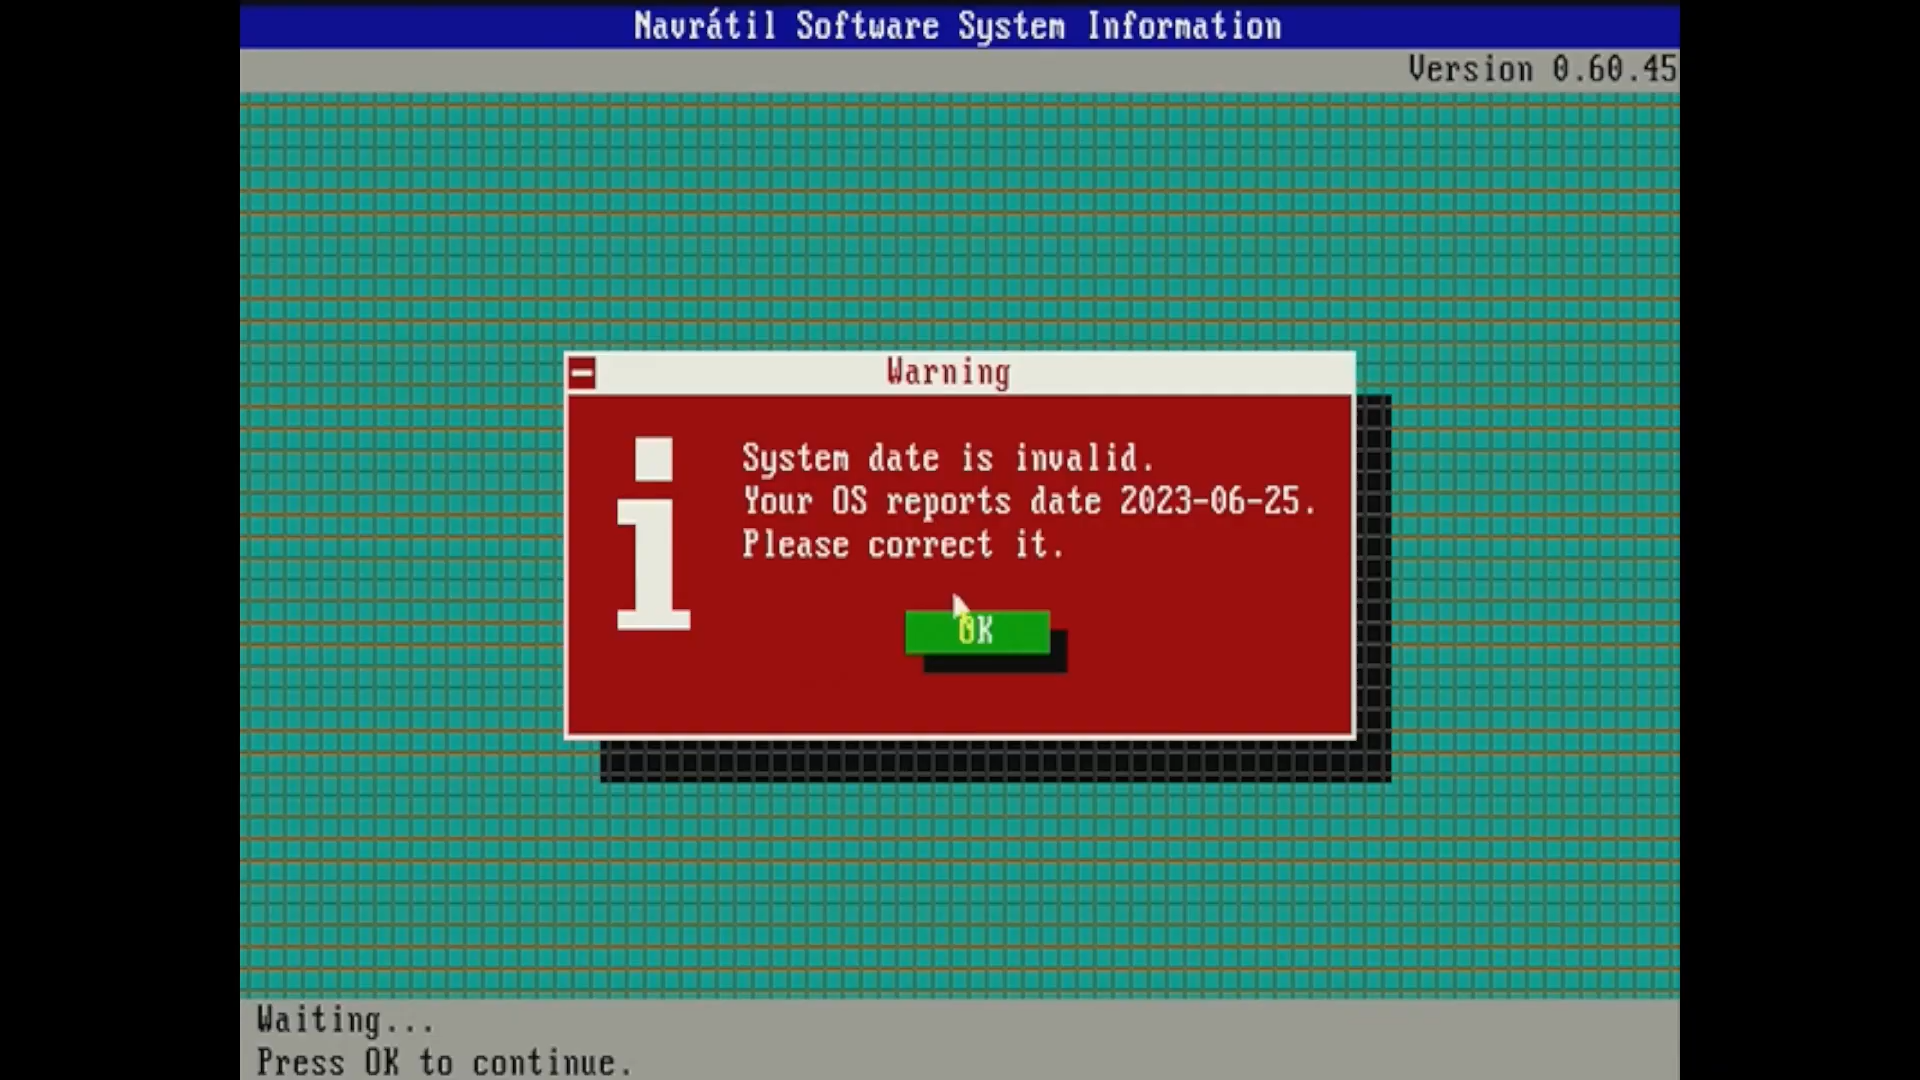 Navrátil Software System Information
Version 0.60.45
Warning
System date is invalid.
Your OS reports date 2023-06-25.
Please correct it.
OK
Waiting...
Press OK to continue.